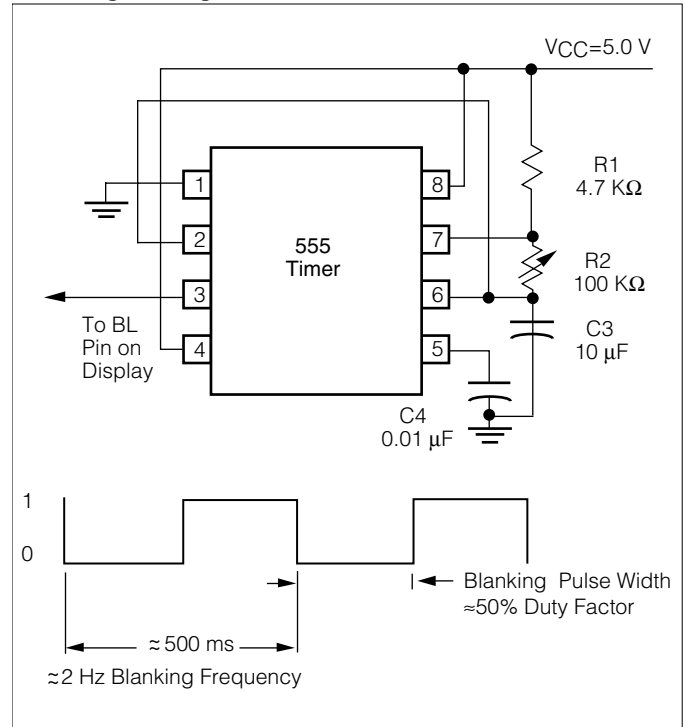 VCC=5.0 V
R1
4.7 KΩ
1
8
2
7
555
Timer
R2
100 KΩ
3
6
To BL
Pin on
Display
C3
10 µF
4
5
C4
0.01 µF
1
0
Blanking Pulse Width
≈50% Duty Factor
≈ 500 ms
≈2 Hz Blanking Frequency